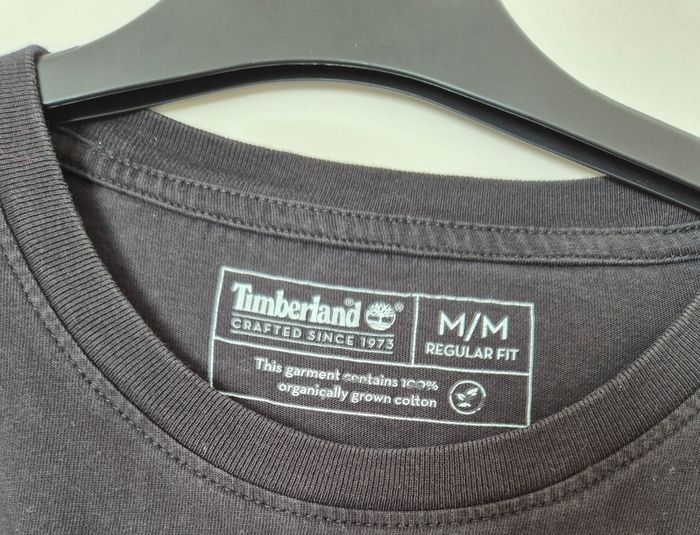 Timberland®
CRAFTED SINCE 1973
M/M
REGULAR FIT
This garment contains 100%
organically grown cotton